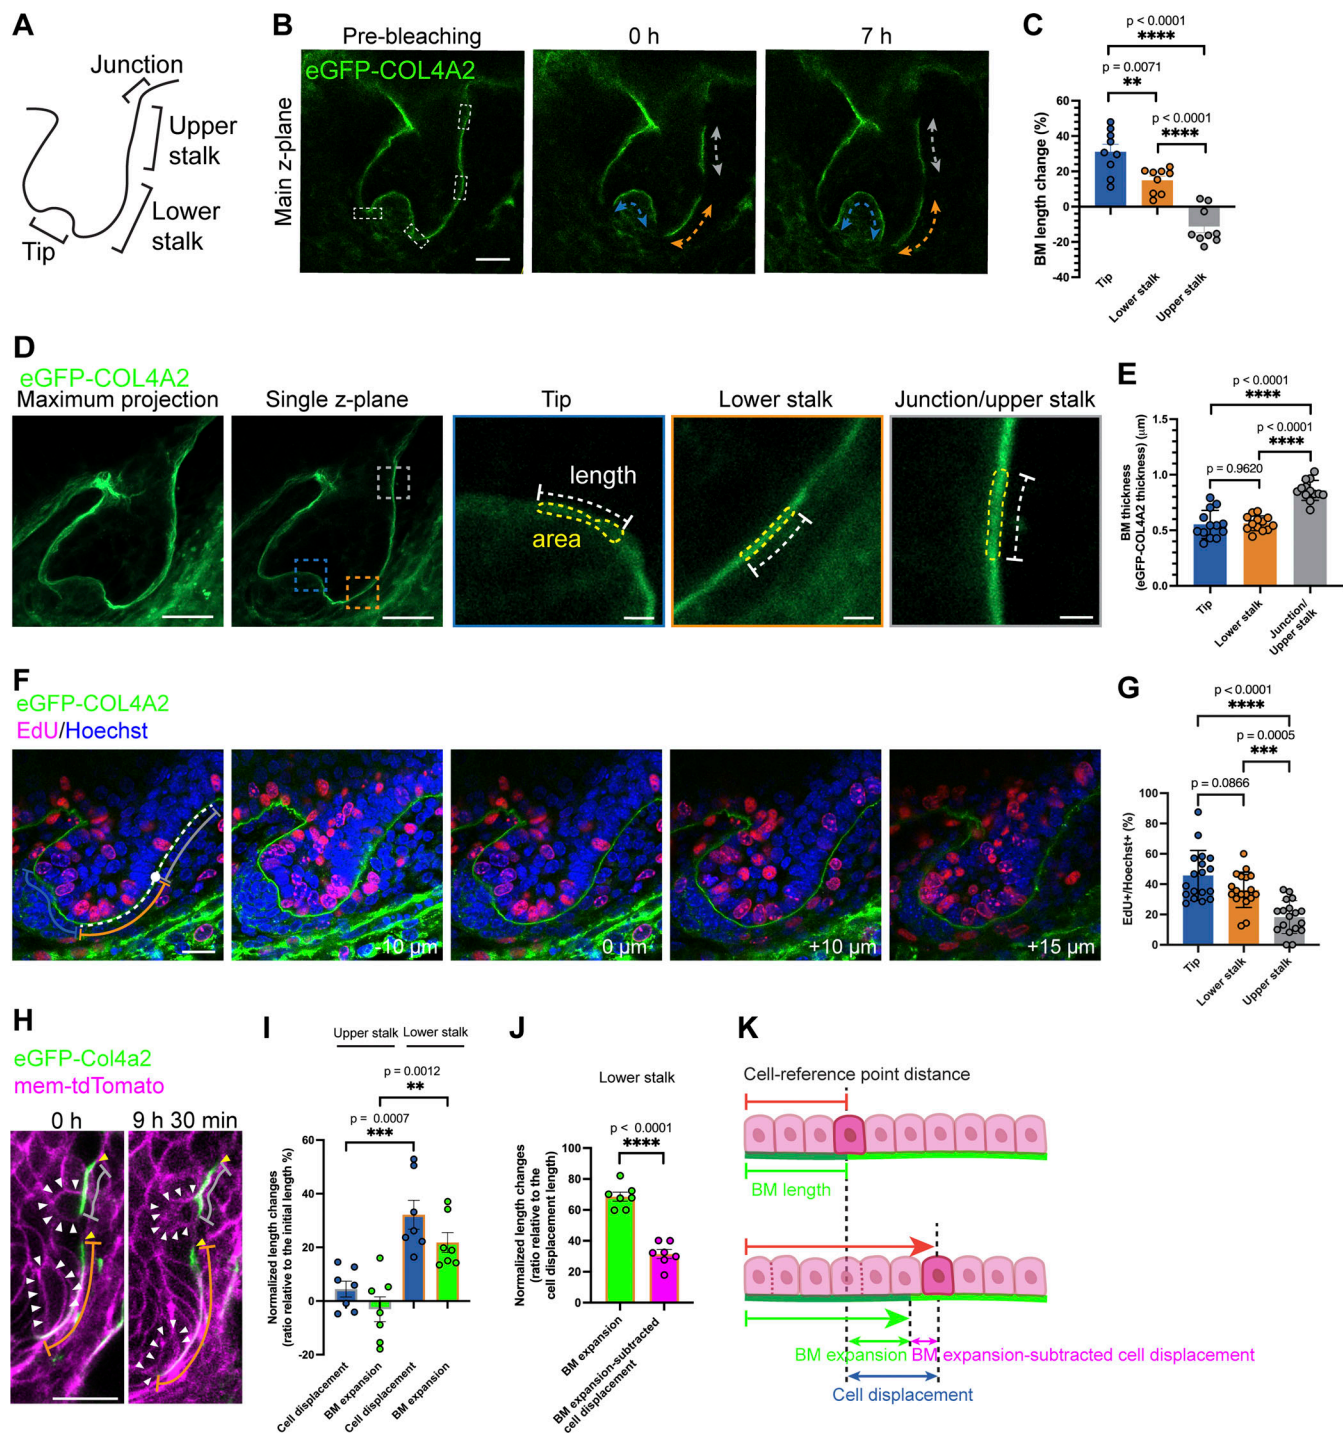 A
Junction
Upper
stalk
Lower
stalk
Tip
B
Pre-bleaching
0 h
7 h
eGFP-COL4A2
Main z-plane
C
p < 0.0001
****
p = 0.0071
**
p < 0.0001
****
BM length change (%)
60
40
20
0
-20
-40
Tip
Lower stalk
Upper stalk
D
eGFP-COL4A2
Maximum projection
Single z-plane
Tip
Lower stalk
Junction/upper stalk
length
area
E
p < 0.0001
****
p < 0.0001
****
p = 0.9620
BM thickness
(eGFP-COL4A2 thickness) (μm)
1.5
1.0
0.5
0.0
Tip
Lower stalk
Junction/
Upper stalk
F
eGFP-COL4A2
EdU/Hoechst
-10 μm
0 μm
+10 μm
+15 μm
G
p < 0.0001
****
p = 0.0005
***
p = 0.0866
EdU+/Hoechst+ (%)
100
80
60
40
20
0
Tip
Lower stalk
Upper stalk
H
eGFP-Col4a2
mem-tdTomato
0 h
9 h 30 min
I
Upper stalk
Lower stalk
p = 0.0012
**
p = 0.0007
***
Normalized length changes
(ratio relative to the initial length %)
60
40
20
0
-20
Cell displacement
BM expansion
Cell displacement
BM expansion
J
Lower stalk
p < 0.0001
****
Normalized length changes
(ratio relative to the
cell displacement length)
100
80
60
40
20
0
BM expansion
BM expansion-subtracted
cell displacement
K
Cell-reference point distance
BM length
BM expansion
BM expansion-subtracted cell displacement
Cell displacement